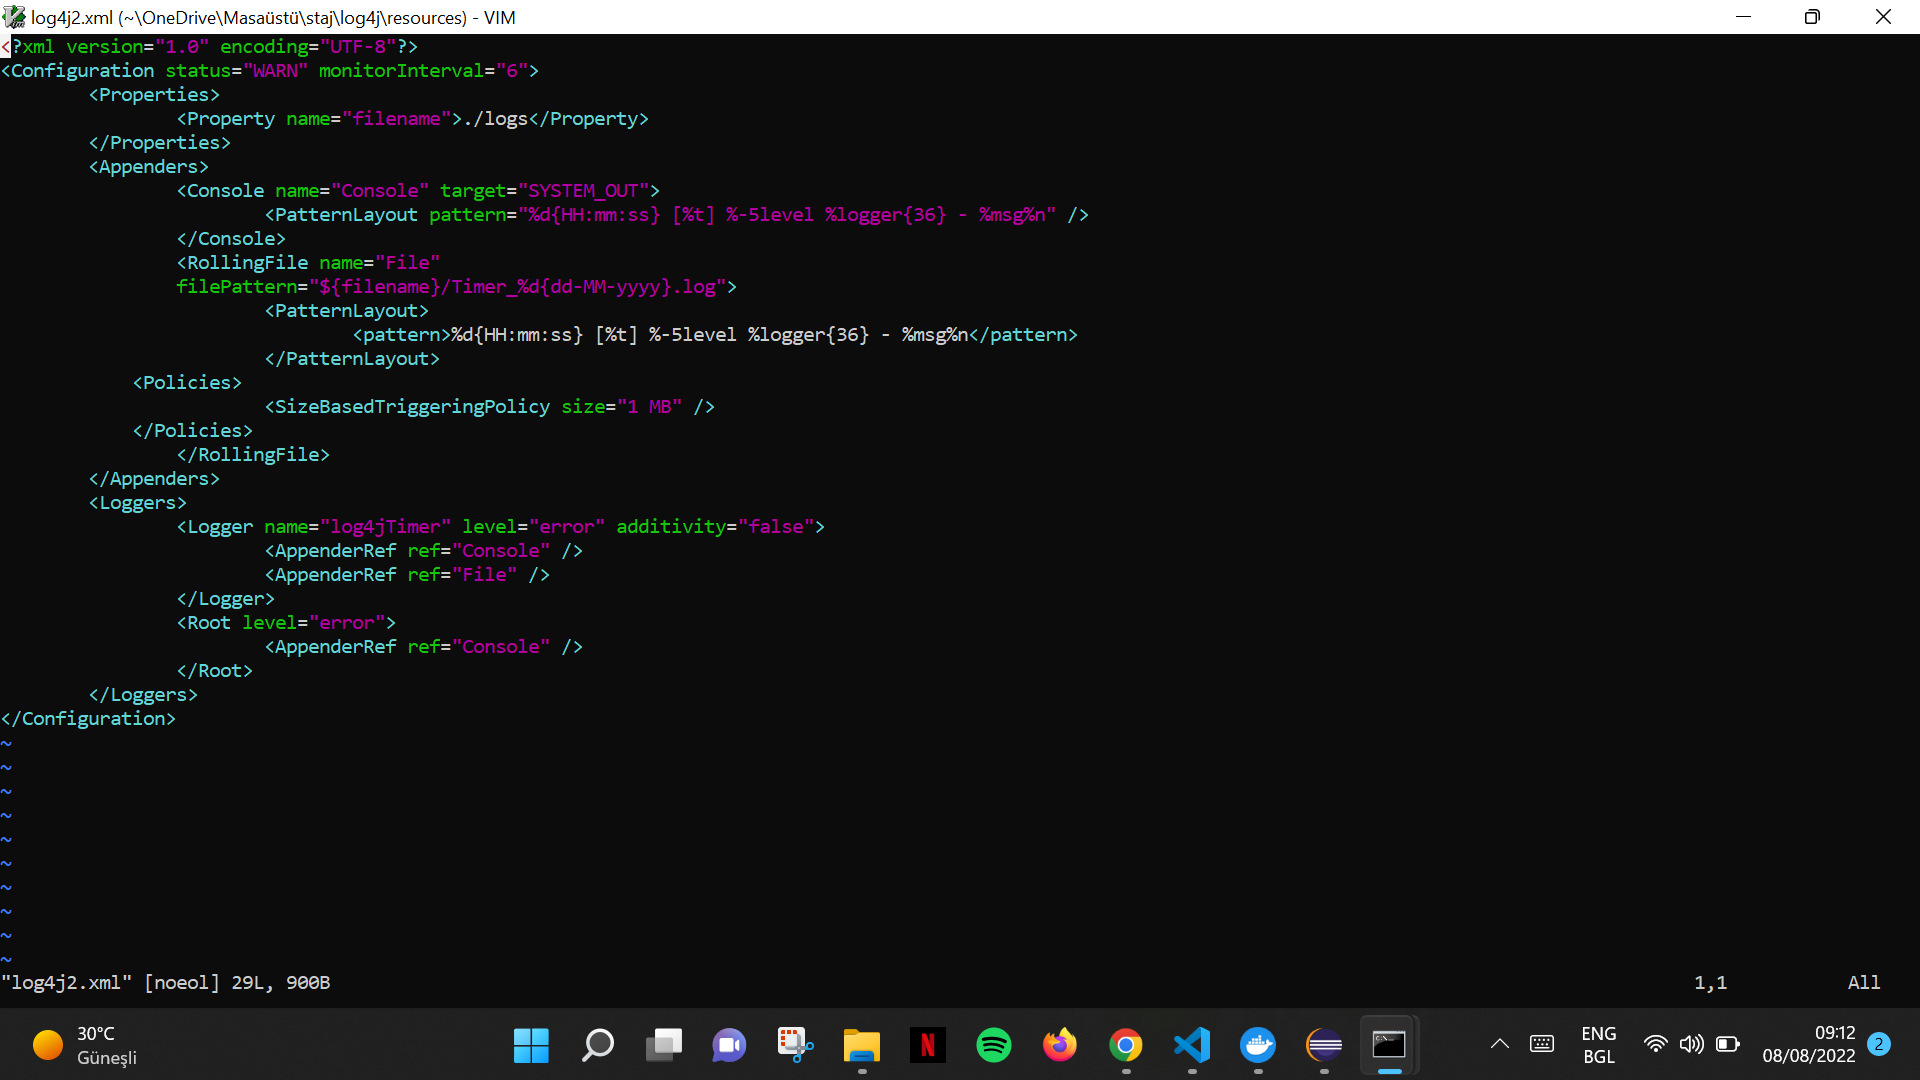 log4j2.xml (~\OneDrive\Masaüstü\staj\log4j\resources) - VIM
<?xml version="1.0" encoding="UTF-8"?>
<Configuration status="WARN" monitorInterval="6">
        <Properties>
                <Property name="filename">./logs</Property>
        </Properties>
        <Appenders>
                <Console name="Console" target="SYSTEM_OUT">
                        <PatternLayout pattern="%d{HH:mm:ss} [%t] %-5level %logger{36} - %msg%n" />
                </Console>
                <RollingFile name="File"
                filePattern="${filename}/Timer_%d{dd-MM-yyyy}.log">
                        <PatternLayout>
                                <pattern>%d{HH:mm:ss} [%t] %-5level %logger{36} - %msg%n</pattern>
                        </PatternLayout>
            <Policies>
                        <SizeBasedTriggeringPolicy size="1 MB" />
            </Policies>
                </RollingFile>
        </Appenders>
        <Loggers>
                <Logger name="log4jTimer" level="error" additivity="false">
                        <AppenderRef ref="Console" />
                        <AppenderRef ref="File" />
                </Logger>
                <Root level="error">
                        <AppenderRef ref="Console" />
                </Root>
        </Loggers>
</Configuration>
~
~
~
~
~
~
~
~
~
~
"log4j2.xml" [noeol] 29L, 900B 1,1 All
30°C
Güneşli
N
ENG
BGL
09:12
08/08/2022
2